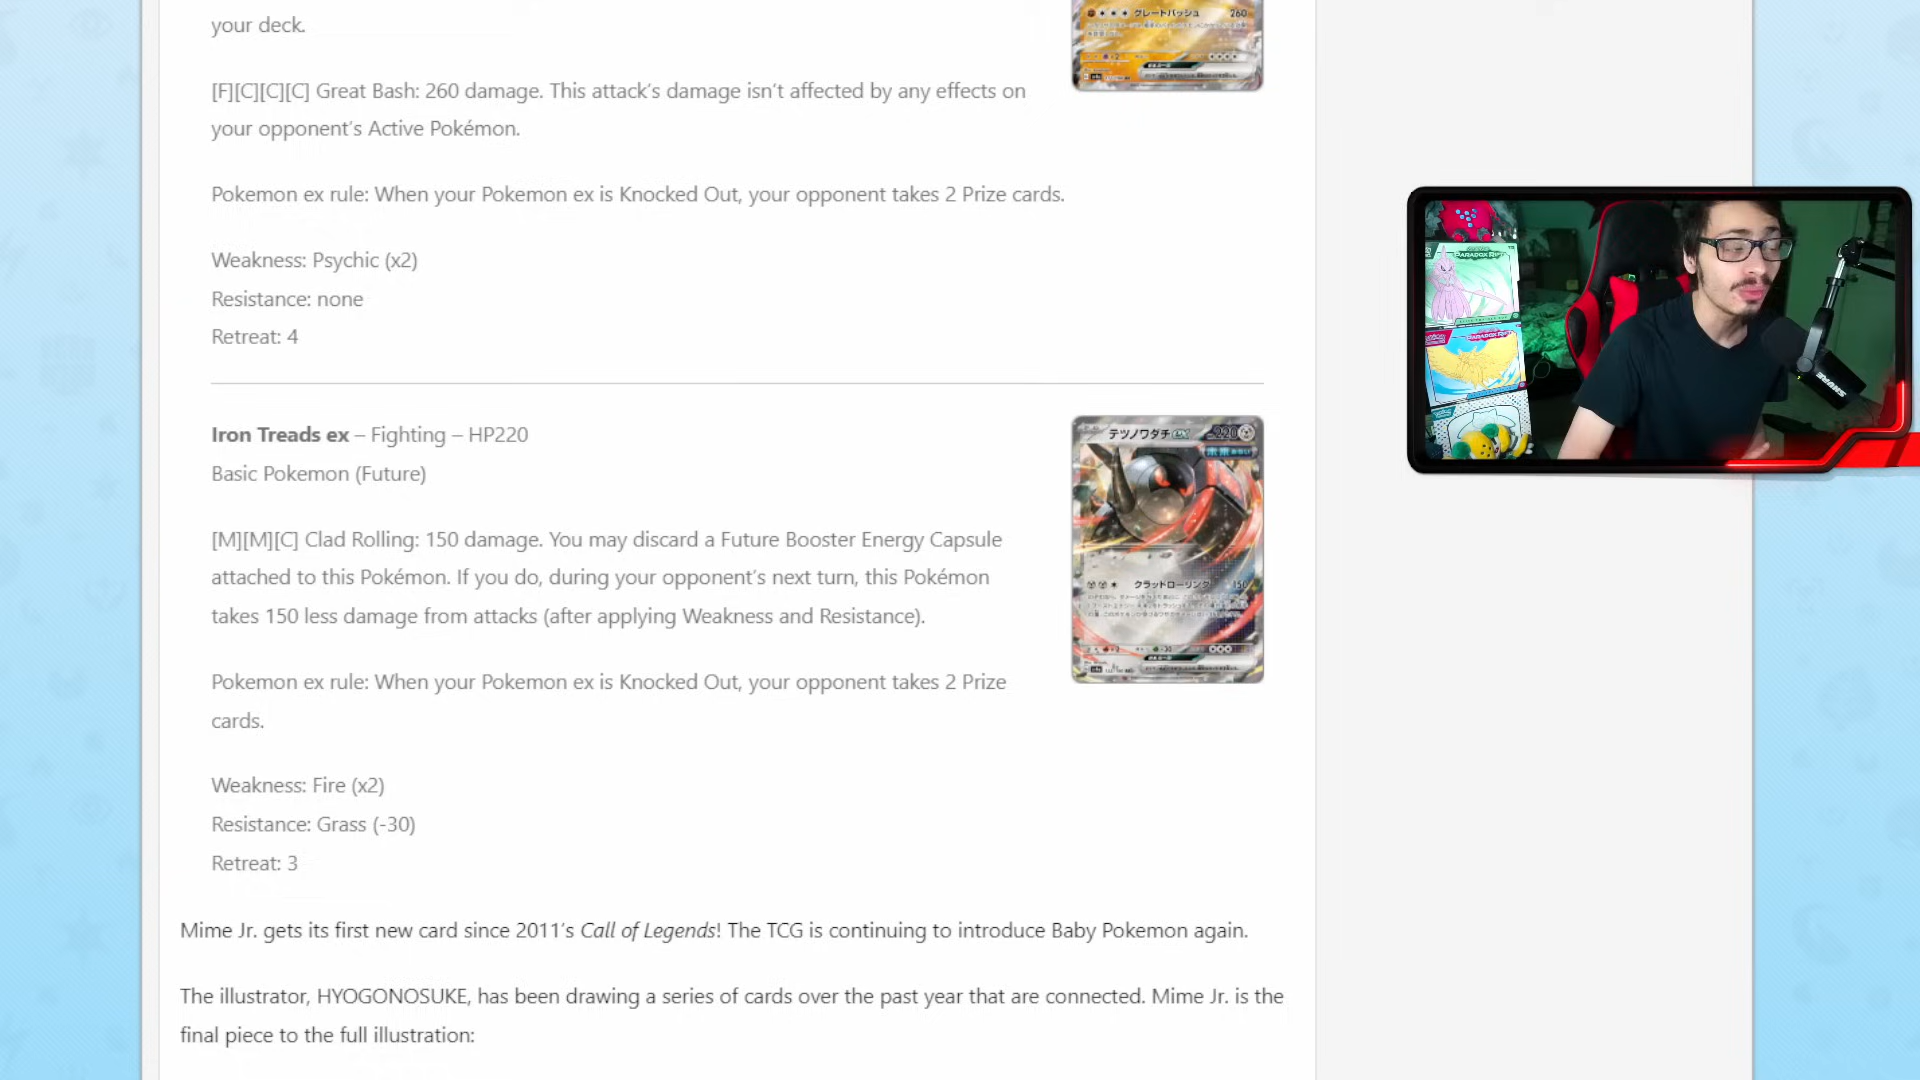 your deck.
グレートバッシュ 260
[F][C][C][C] Great Bash: 260 damage. This attack’s damage isn’t affected by any effects on
your opponent’s Active Pokémon.
Pokemon ex rule: When your Pokemon ex is Knocked Out, your opponent takes 2 Prize cards.
Weakness: Psychic (x2)
Resistance: none
Retreat: 4
PARADOX RIFT
PARADOX RIFT
SHURE
Iron Treads ex – Fighting – HP220
Basic Pokemon (Future)
テツノワダチex 220
未来
クラッドローリング 150
[M][M][C] Clad Rolling: 150 damage. You may discard a Future Booster Energy Capsule
attached to this Pokémon. If you do, during your opponent’s next turn, this Pokémon
takes 150 less damage from attacks (after applying Weakness and Resistance).
Pokemon ex rule: When your Pokemon ex is Knocked Out, your opponent takes 2 Prize
cards.
Weakness: Fire (x2)
Resistance: Grass (-30)
Retreat: 3
Mime Jr. gets its first new card since 2011’s Call of Legends! The TCG is continuing to introduce Baby Pokemon again.
The illustrator, HYOGONOSUKE, has been drawing a series of cards over the past year that are connected. Mime Jr. is the
final piece to the full illustration: